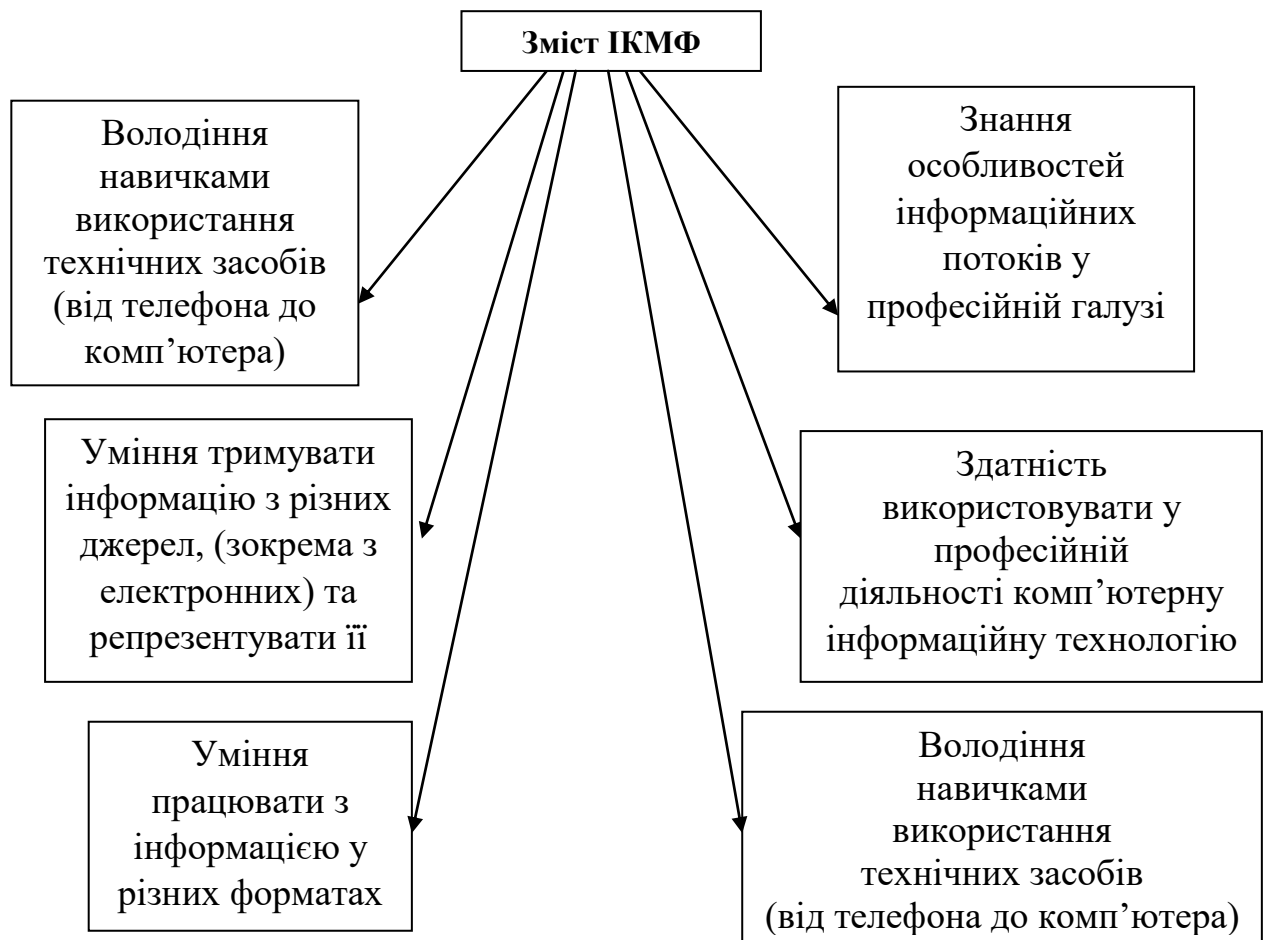 Зміст ІКМФ
Володіння
навичками
використання
технічних засобів
(від телефона до
комп’ютера)
Знання
особливостей
інформаційних
потоків у
професійній галузі
Уміння тримувати
інформацію з різних
джерел, (зокрема з
електронних) та
репрезентувати її
Здатність
використовувати у
професійній
діяльності комп’ютерну
інформаційну технологію
Уміння
працювати з
інформацією у
різних форматах
Володіння
навичками
використання
технічних засобів
(від телефона до комп’ютера)